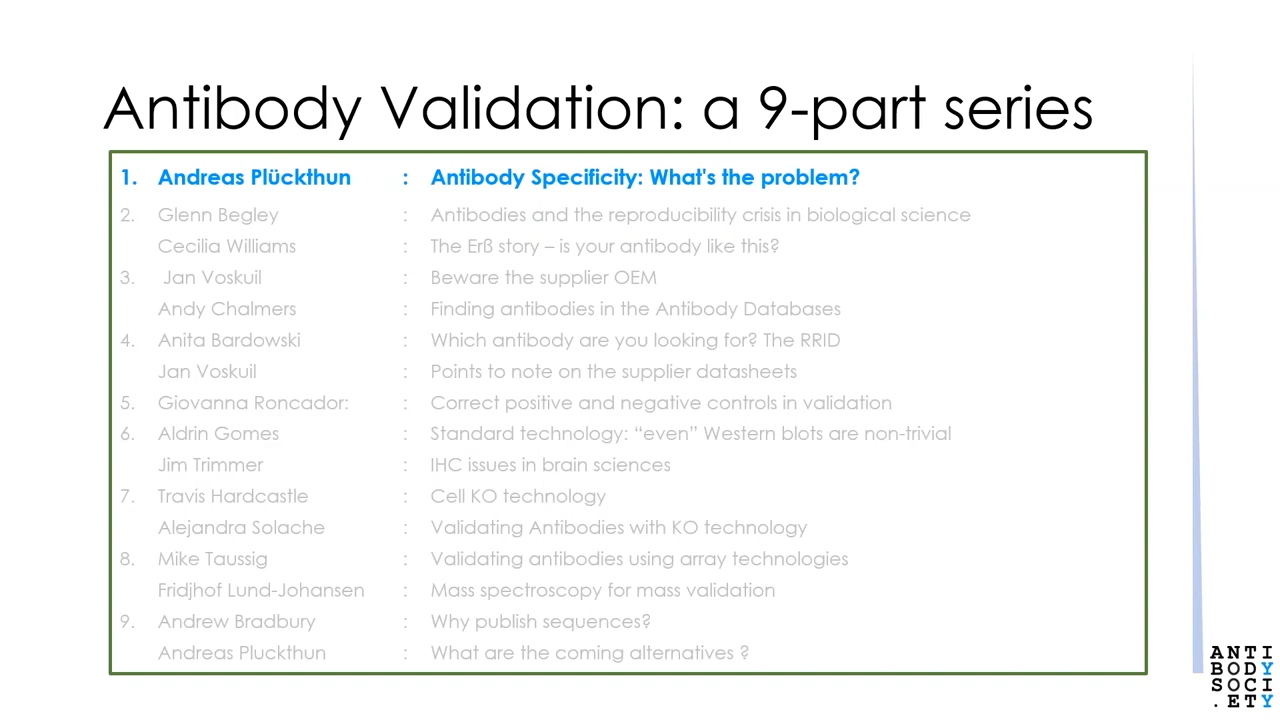 Antibody Validation: a 9-part series
1. Andreas Plückthun : Antibody Specificity: What's the problem?
2. Glenn Begley : Antibodies and the reproducibility crisis in biological science
Cecilia Williams : The Erß story – is your antibody like this?
3. Jan Voskuil : Beware the supplier OEM
Andy Chalmers : Finding antibodies in the Antibody Databases
4. Anita Bardowski : Which antibody are you looking for? The RRID
Jan Voskuil : Points to note on the supplier datasheets
5. Giovanna Roncador: : Correct positive and negative controls in validation
6. Aldrin Gomes : Standard technology: “even” Western blots are non-trivial
Jim Trimmer : IHC issues in brain sciences
7. Travis Hardcastle : Cell KO technology
Alejandra Solache : Validating Antibodies with KO technology
8. Mike Taussig : Validating antibodies using array technologies
Fridjhof Lund-Johansen : Mass spectroscopy for mass validation
9. Andrew Bradbury : Why publish sequences?
Andreas Pluckthun : What are the coming alternatives ?
ANTI
BODY
SOCI
.ETY